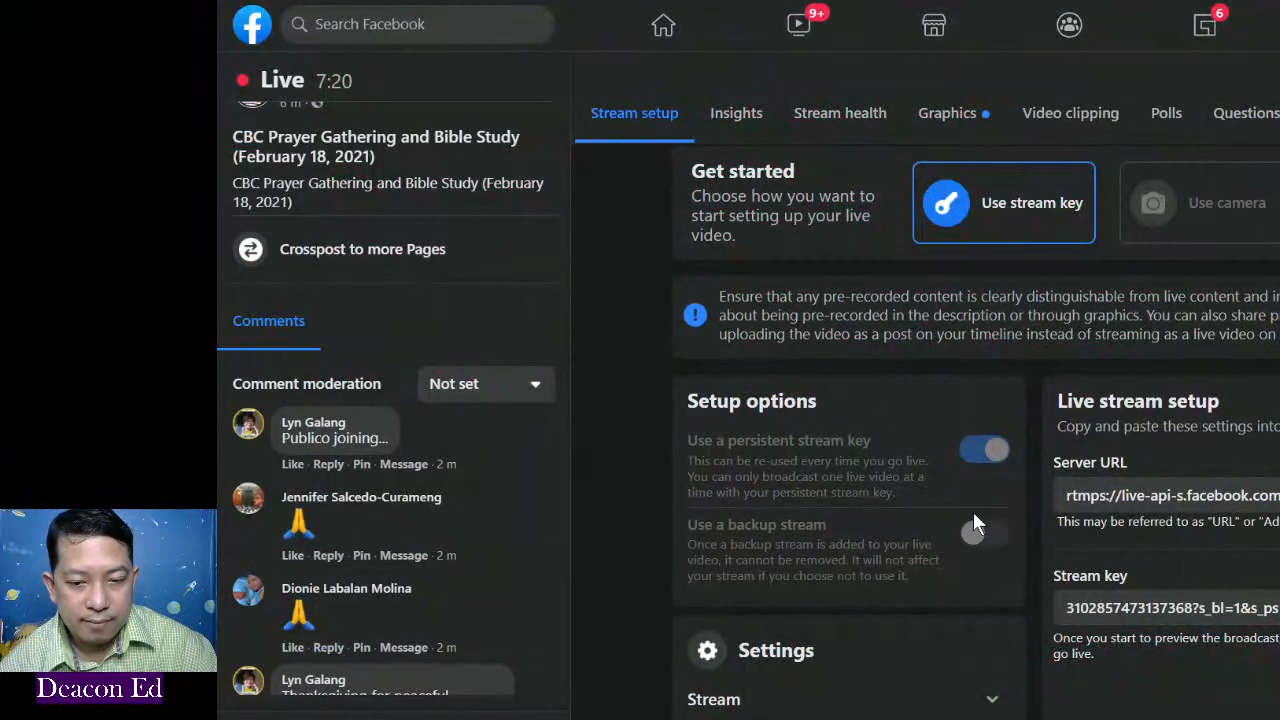 Search Facebook
9+
6
Live 7:20
CBC Prayer Gathering and Bible Study
(February 18, 2021)
CBC Prayer Gathering and Bible Study (February
18, 2021)
Crosspost to more Pages
Comments
Comment moderation
Not set
Lyn Galang
Publico joining...
Like · Reply · Pin · Message · 2 m
Jennifer Salcedo-Curameng
🙏
Like · Reply · Pin · Message · 2 m
Dionie Labalan Molina
🙏
Like · Reply · Pin · Message · 2 m
Lyn Galang
Thanksgiving for peaceful
Stream setup
Insights
Stream health
Graphics
Video clipping
Polls
Questions
Get started
Choose how you want to
start setting up your live
video.
Use stream key
Use camera
Ensure that any pre-recorded content is clearly distinguishable from live content and
about being pre-recorded in the description or through graphics. You can also share
uploading the video as a post on your timeline instead of streaming as a live video on
Setup options
Use a persistent stream key
This can be re-used every time you go live.
You can only broadcast one live video at a
time with your persistent stream key.
Use a backup stream
Once a backup stream is added to your live
video, it cannot be removed. It will not affect
your stream if you choose not to use it.
Settings
Stream
Live stream setup
Copy and paste these settings into
Server URL
rtmps://live-api-s.facebook.com
This may be referred to as "URL" or
Stream key
310285747313736​8?s_bl=1&s_ps
Once you start to preview the broadcast
go live.
Deacon Ed